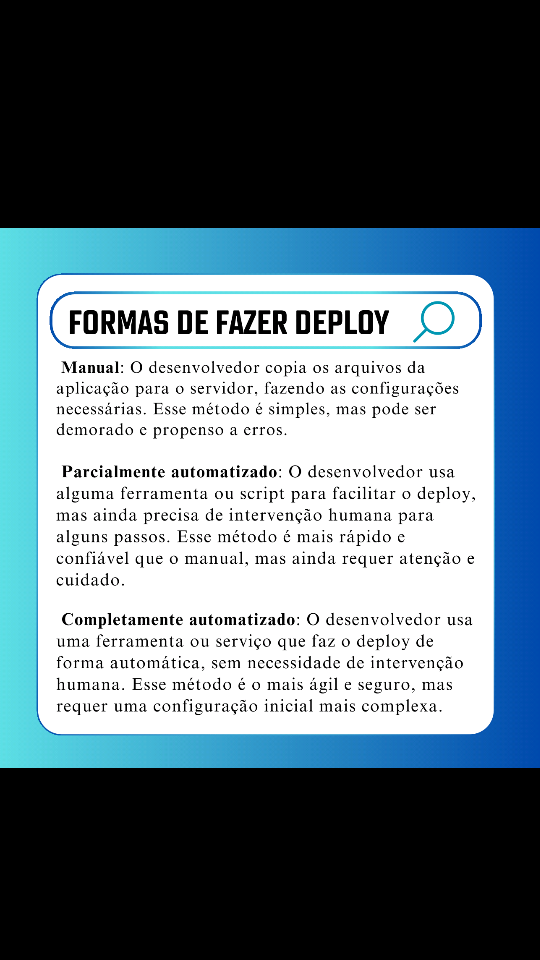 FORMAS DE FAZER DEPLOY
Manual: O desenvolvedor copia os arquivos da
aplicação para o servidor, fazendo as configurações
necessárias. Esse método é simples, mas pode ser
demorado e propenso a erros.
Parcialmente automatizado: O desenvolvedor usa
alguma ferramenta ou script para facilitar o deploy,
mas ainda precisa de intervenção humana para
alguns passos. Esse método é mais rápido e
confiável que o manual, mas ainda requer atenção e
cuidado.
Completamente automatizado: O desenvolvedor usa
uma ferramenta ou serviço que faz o deploy de
forma automática, sem necessidade de intervenção
humana. Esse método é o mais ágil e seguro, mas
requer uma configuração inicial mais complexa.